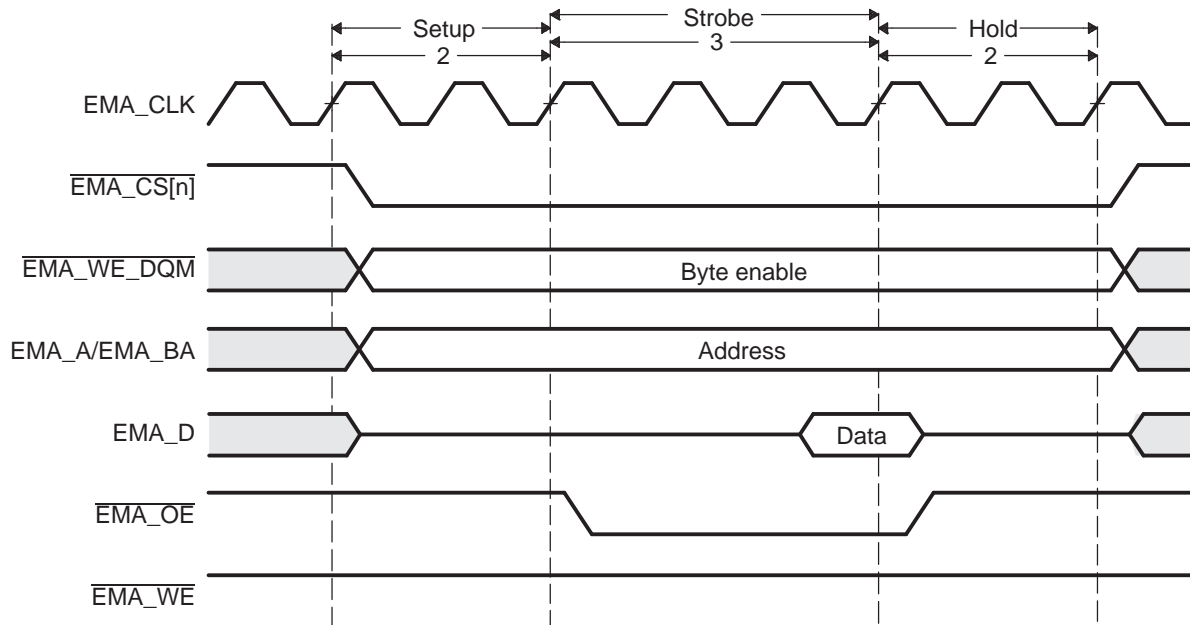 Setup
2
Strobe
3
Hold
2
EMA_CLK
EMA_CS[n]
EMA_WE_DQM
Byte enable
EMA_A/EMA_BA
Address
EMA_D
Data
EMA_OE
EMA_WE